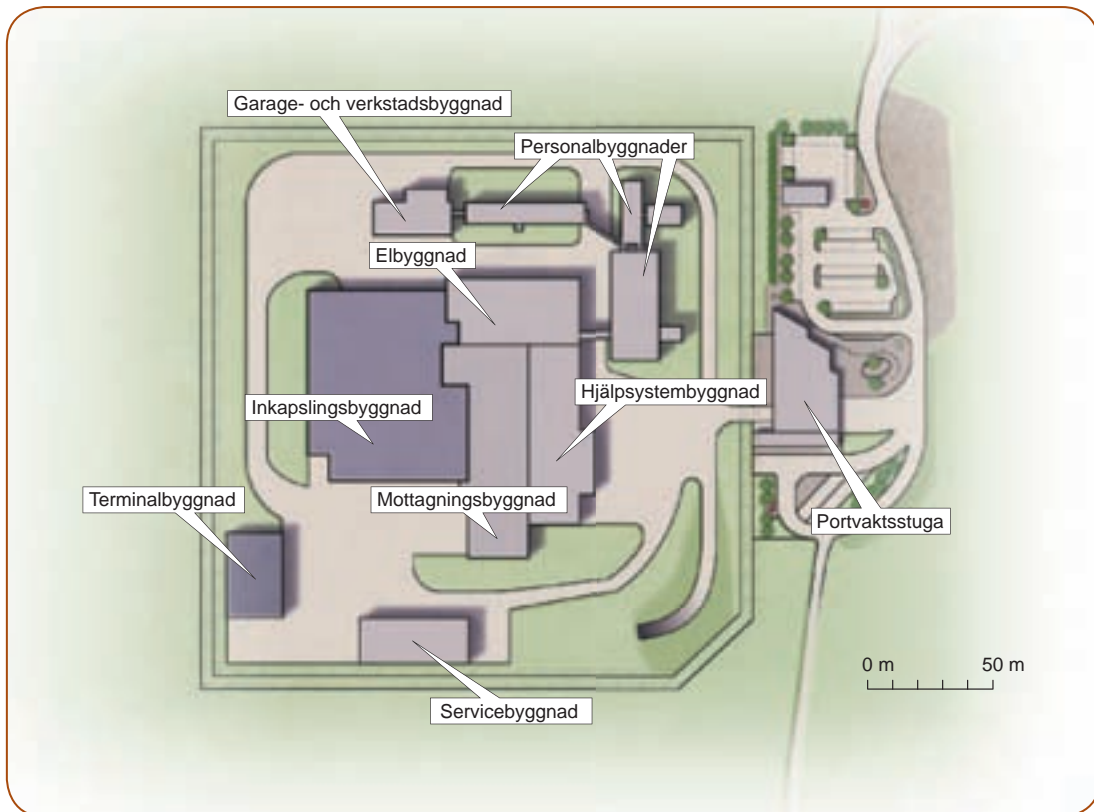 Garage- och verkstadsbyggnad
Personalbyggnader
Elbyggnad
Hjälpsystembyggnad
Inkapslingsbyggnad
Terminalbyggnad
Mottagningsbyggnad
Portvaktsstuga
0 m 50 m
Servicebyggnad